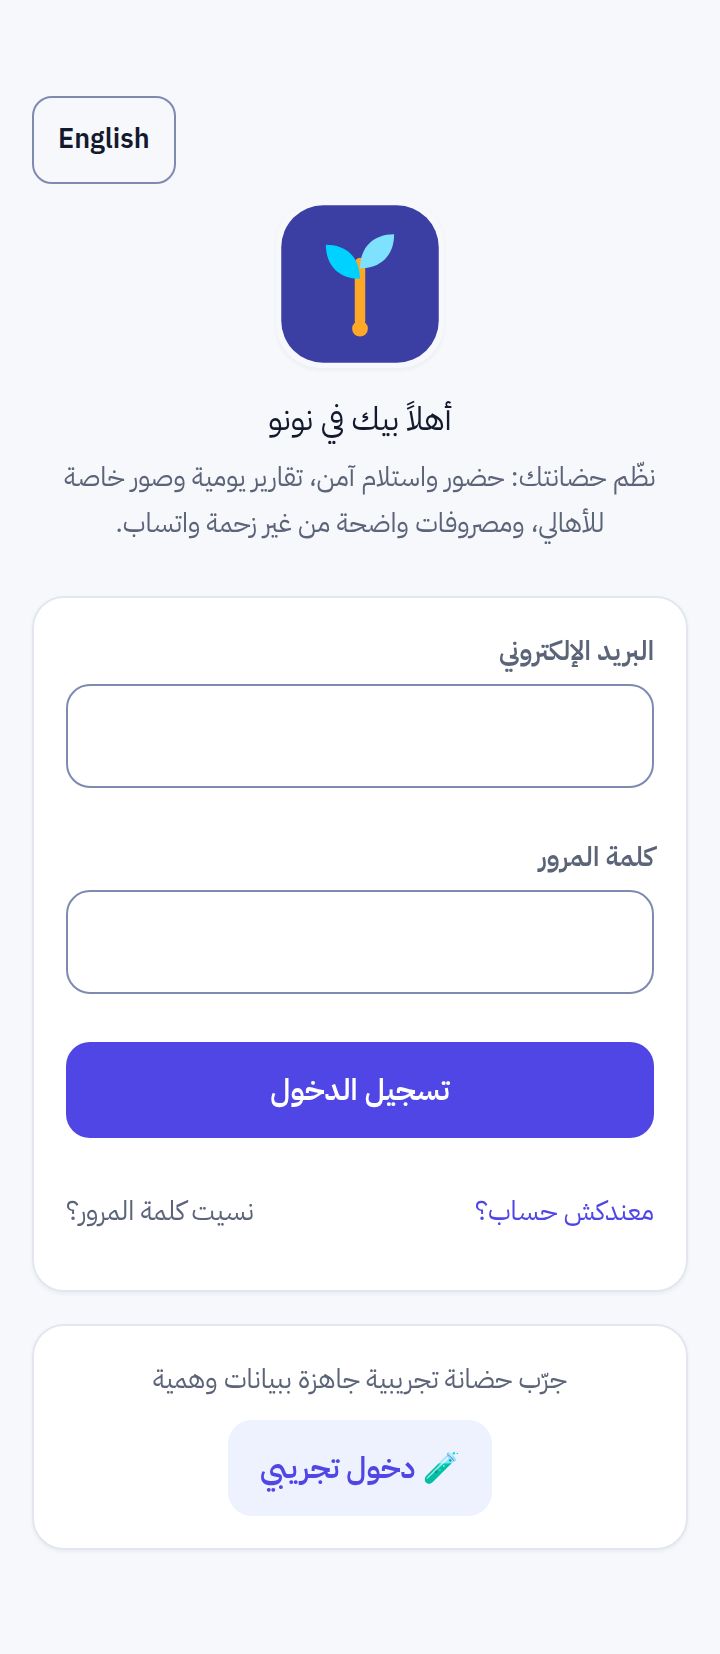 English
أهلاً بيك في نونو
نظّم حضانتك: حضور واستلام آمن، تقارير يومية وصور خاصة
للأهالي، ومصروفات واضحة من غير زحمة واتساب.
البريد الإلكتروني
كلمة المرور
تسجيل الدخول
معندكش حساب؟
نسيت كلمة المرور؟
جرّب حضانة تجريبية جاهزة ببيانات وهمية
🧪 دخول تجريبي